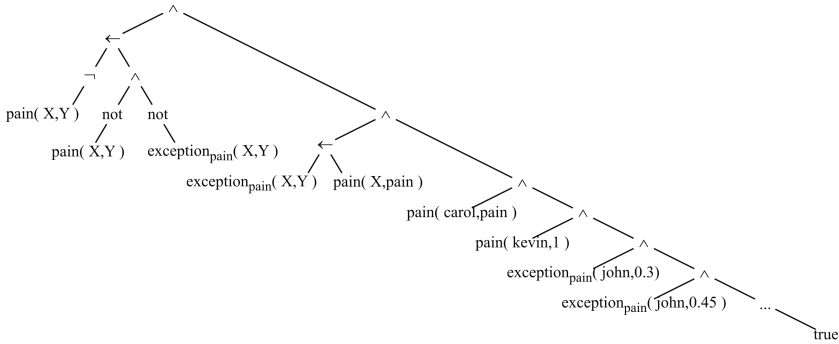 ∧
←
¬ ∧
pain( X,Y ) not not ∧
pain( X,Y ) exception_pain( X,Y ) ←
exception_pain( X,Y ) pain( X,pain ) ∧
pain( carol,pain ) ∧
pain( kevin,1 ) ∧
exception_pain( john,0.3) ∧
exception_pain( john,0.45 ) ...
true